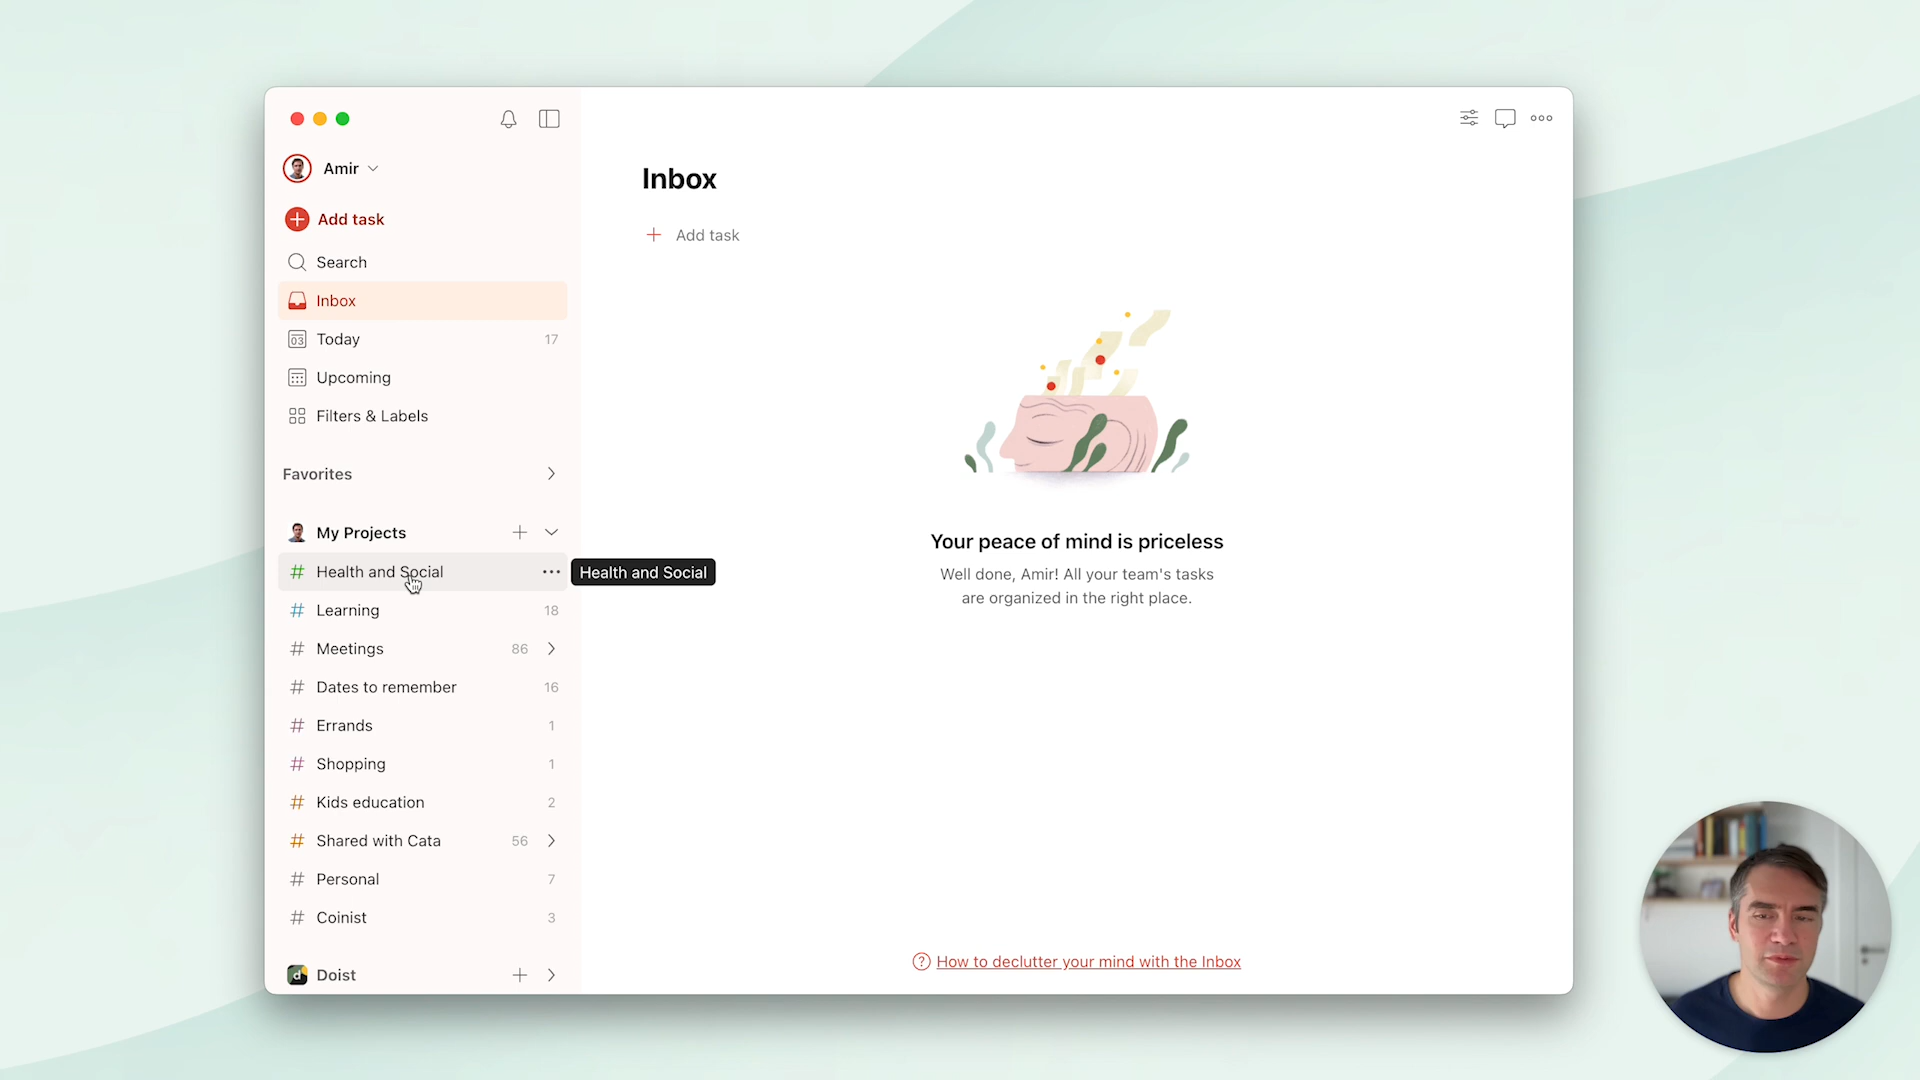 Amir
Add task
Search
Inbox
03 Today 17
Upcoming
Filters & Labels
Favorites
My Projects
# Health and Social
Health and Social
# Learning 18
# Meetings 86
# Dates to remember 16
# Errands 1
# Shopping 1
# Kids education 2
# Shared with Cata 56
# Personal 7
# Coinist 3
d Doist
Inbox
+ Add task
Your peace of mind is priceless
Well done, Amir! All your team's tasks
are organized in the right place.
? How to declutter your mind with the Inbox